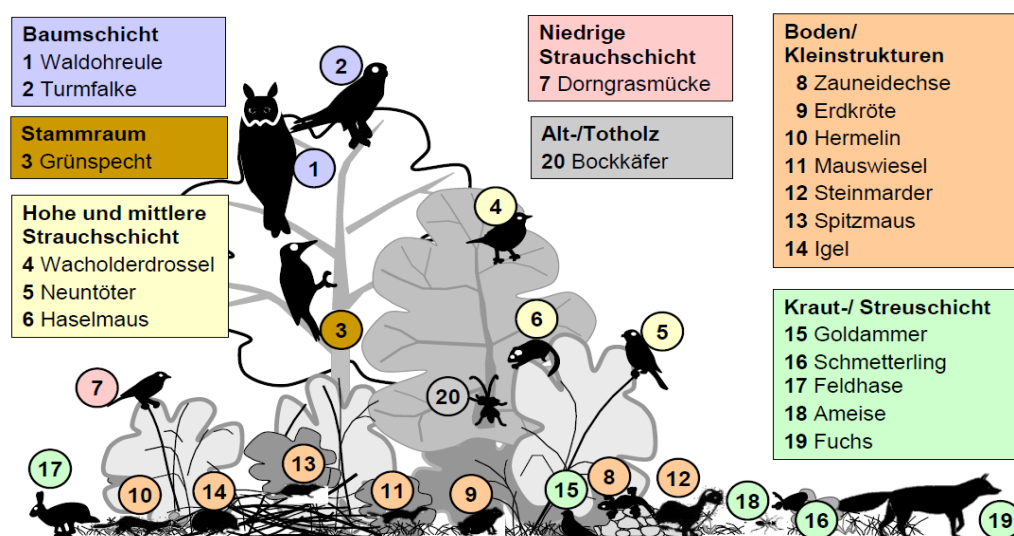 Baumschicht
1 Waldohreule
2 Turmfalke
Stammraum
3 Grünspecht
Hohe und mittlere
Strauchschicht
4 Wacholderdrossel
5 Neuntöter
6 Haselmaus
Niedrige
Strauchschicht
7 Dorngrasmücke
Alt-/Totholz
20 Bockkäfer
Boden/
Kleinstrukturen
8 Zauneidechse
9 Erdkröte
10 Hermelin
11 Mauswiesel
12 Steinmarder
13 Spitzmaus
14 Igel
Kraut-/ Streuschicht
15 Goldammer
16 Schmetterling
17 Feldhase
18 Ameise
19 Fuchs
2
1
4
3
6
5
7
20
17
13
10
14
11
9
15
8
12
18
16
19